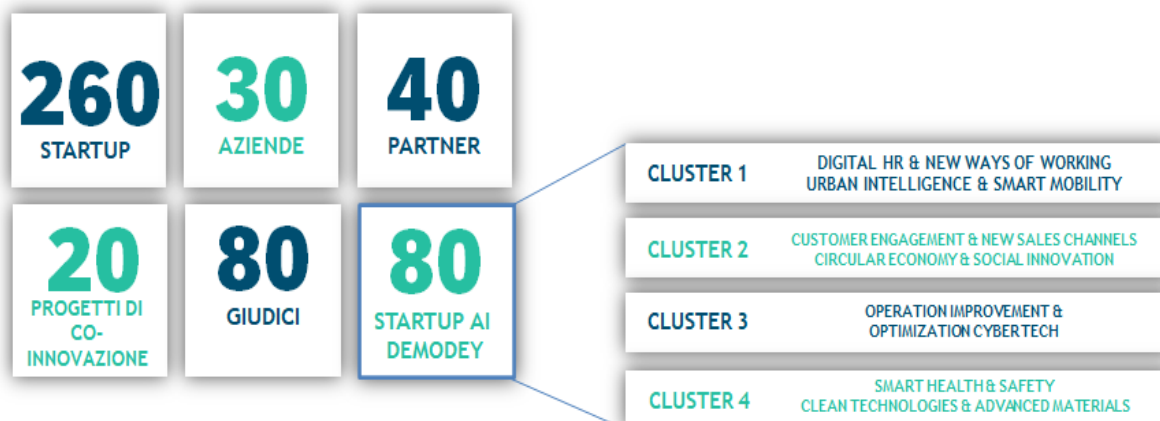 260
STARTUP
30
AZIENDE
40
PARTNER
20
PROGETTI DI
CO-
INNOVAZIONE
80
GIUDICI
80
STARTUP AI
DEMODEY
CLUSTER 1
DIGITAL HR & NEW WAYS OF WORKING
URBAN INTELLIGENCE & SMART MOBILITY
CLUSTER 2
CUSTOMER ENGAGEMENT & NEW SALES CHANNELS
CIRCULAR ECONOMY & SOCIAL INNOVATION
CLUSTER 3
OPERATION IMPROVEMENT &
OPTIMIZATION CYBERTECH
CLUSTER 4
SMART HEALTH & SAFETY
CLEAN TECHNOLOGIES & ADVANCED MATERIALS